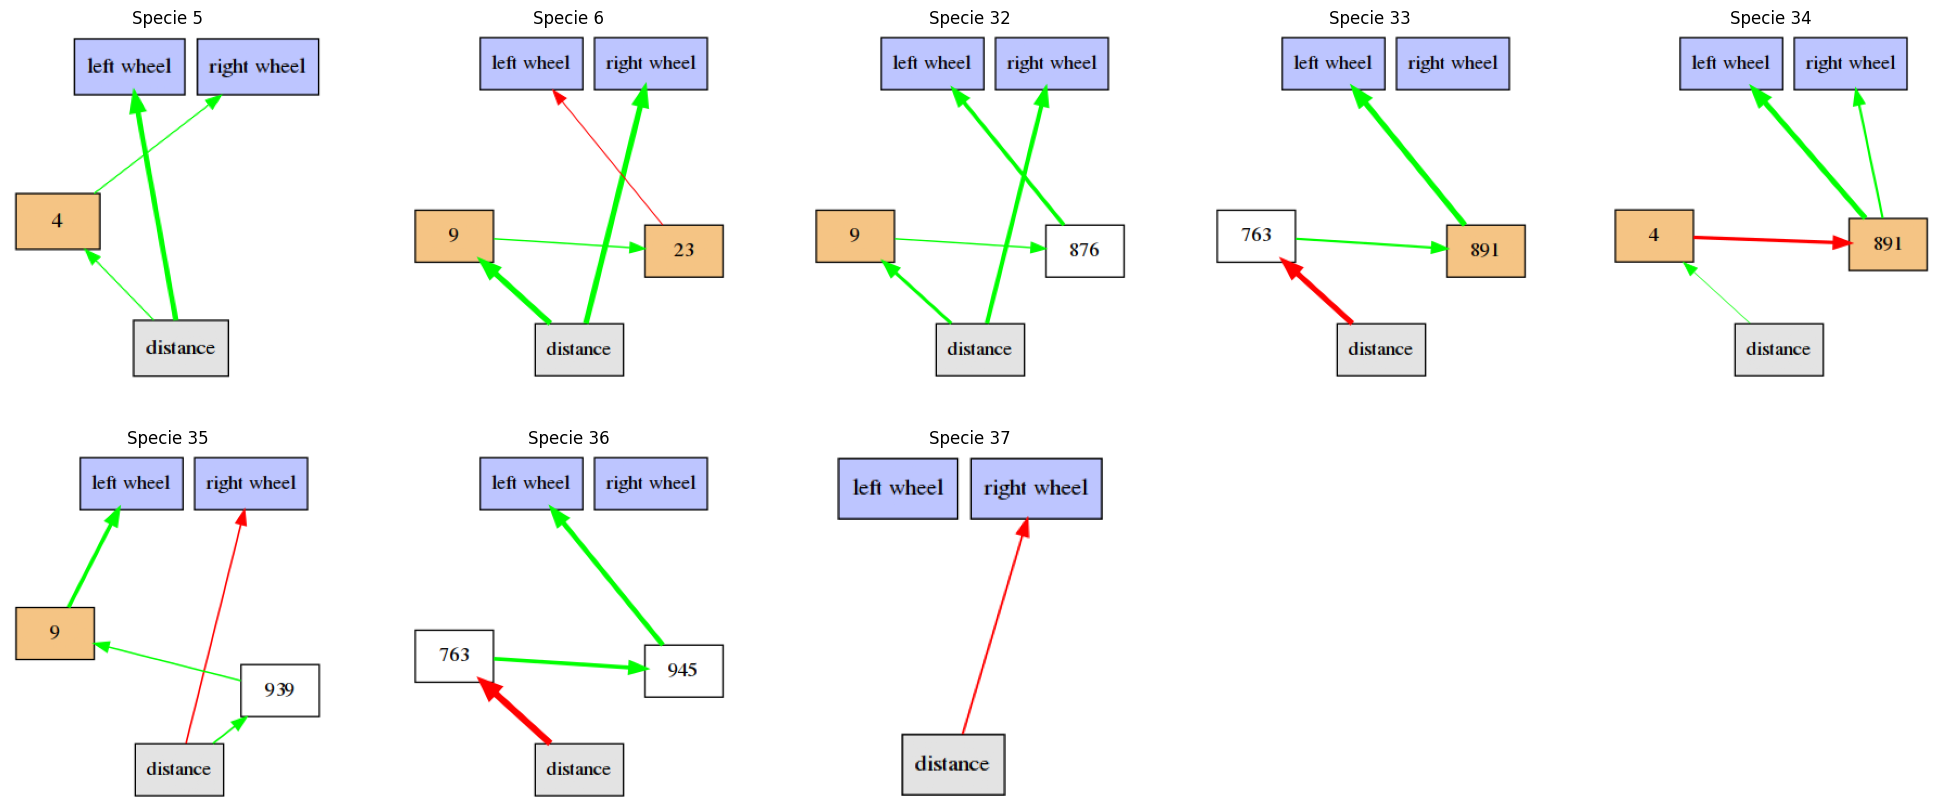 Specie 5
left wheel
right wheel
4
distance
Specie 6
left wheel
right wheel
9
23
distance
Specie 32
left wheel
right wheel
9
876
distance
Specie 33
left wheel
right wheel
763
891
distance
Specie 34
left wheel
right wheel
4
891
distance
Specie 35
left wheel
right wheel
9
939
distance
Specie 36
left wheel
right wheel
763
945
distance
Specie 37
left wheel
right wheel
distance